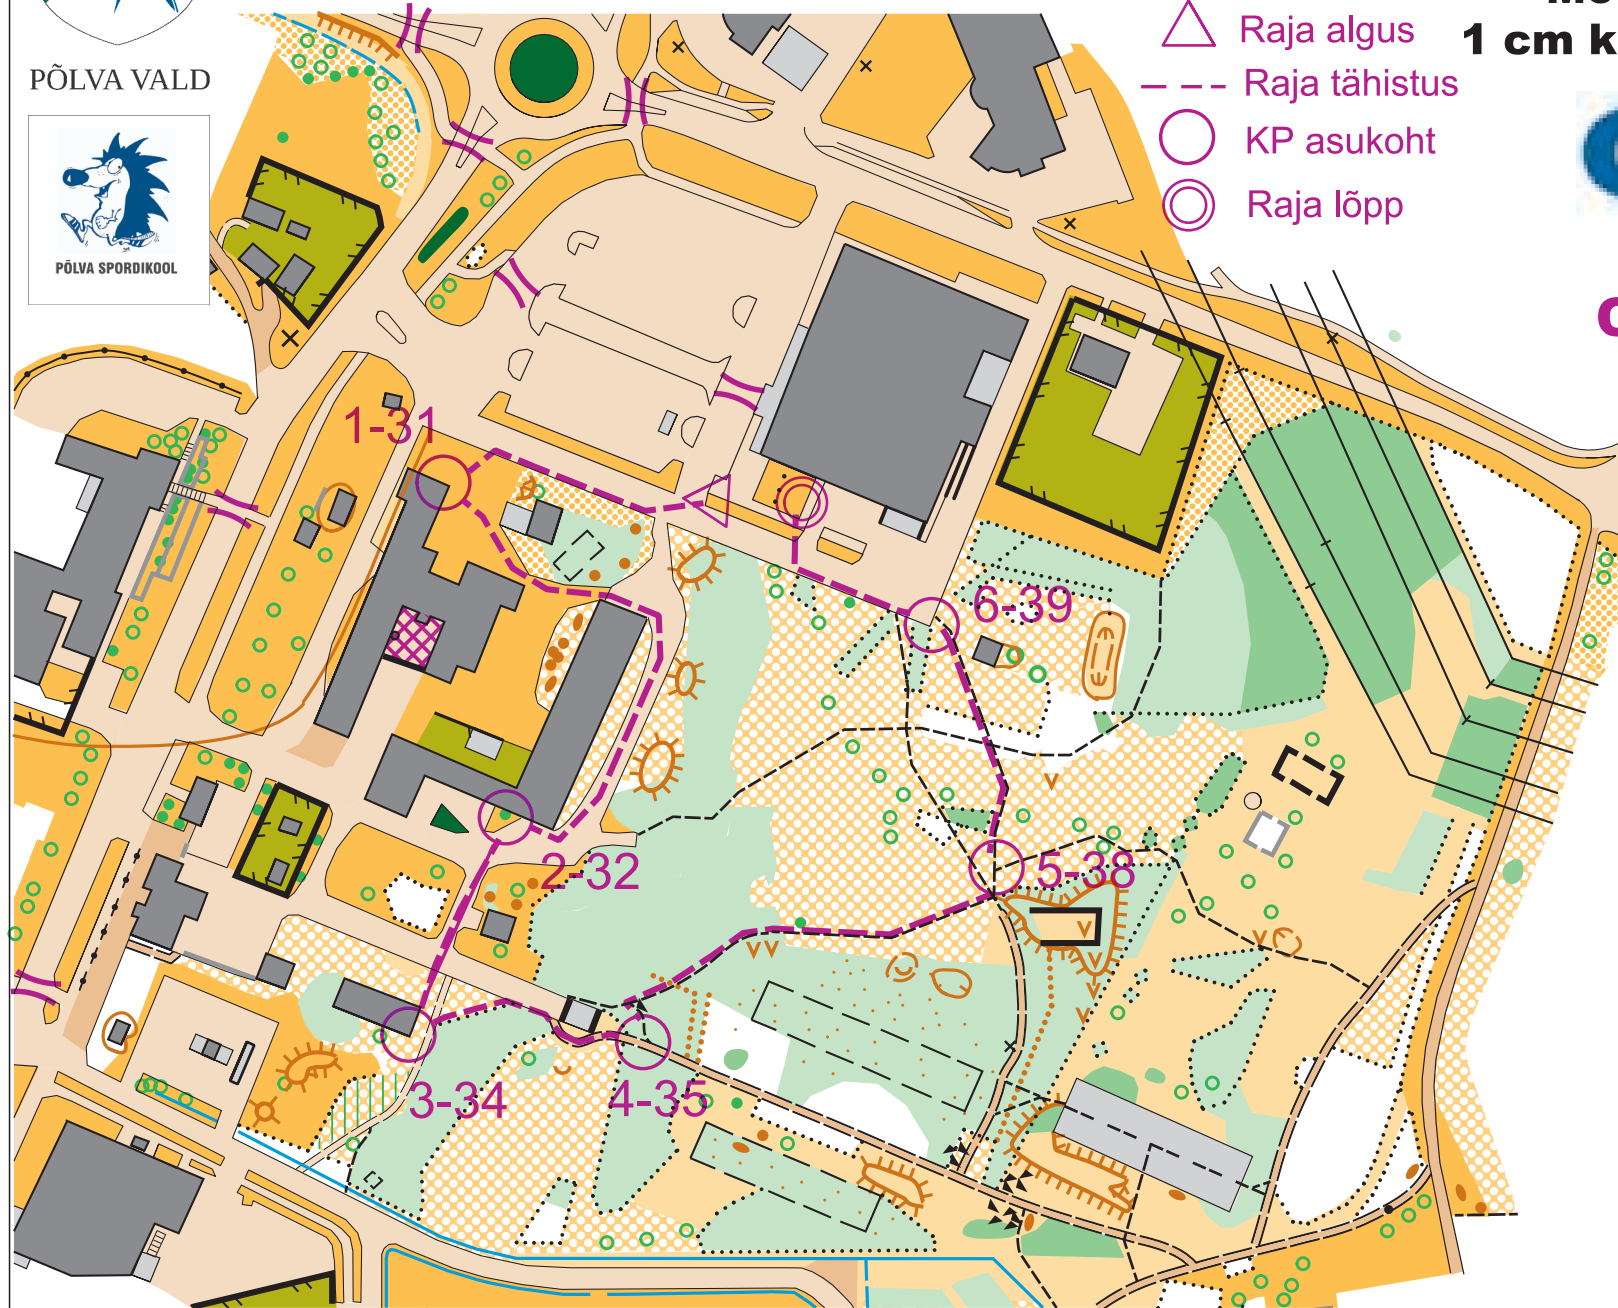 PÕLVA VALD
PÕLVA SPORDIKOOL
Raja algus
Raja tähistus
KP asukoht
Raja lõpp
1 cm k
1-31
2-32
3-34
4-35
5-38
6-39